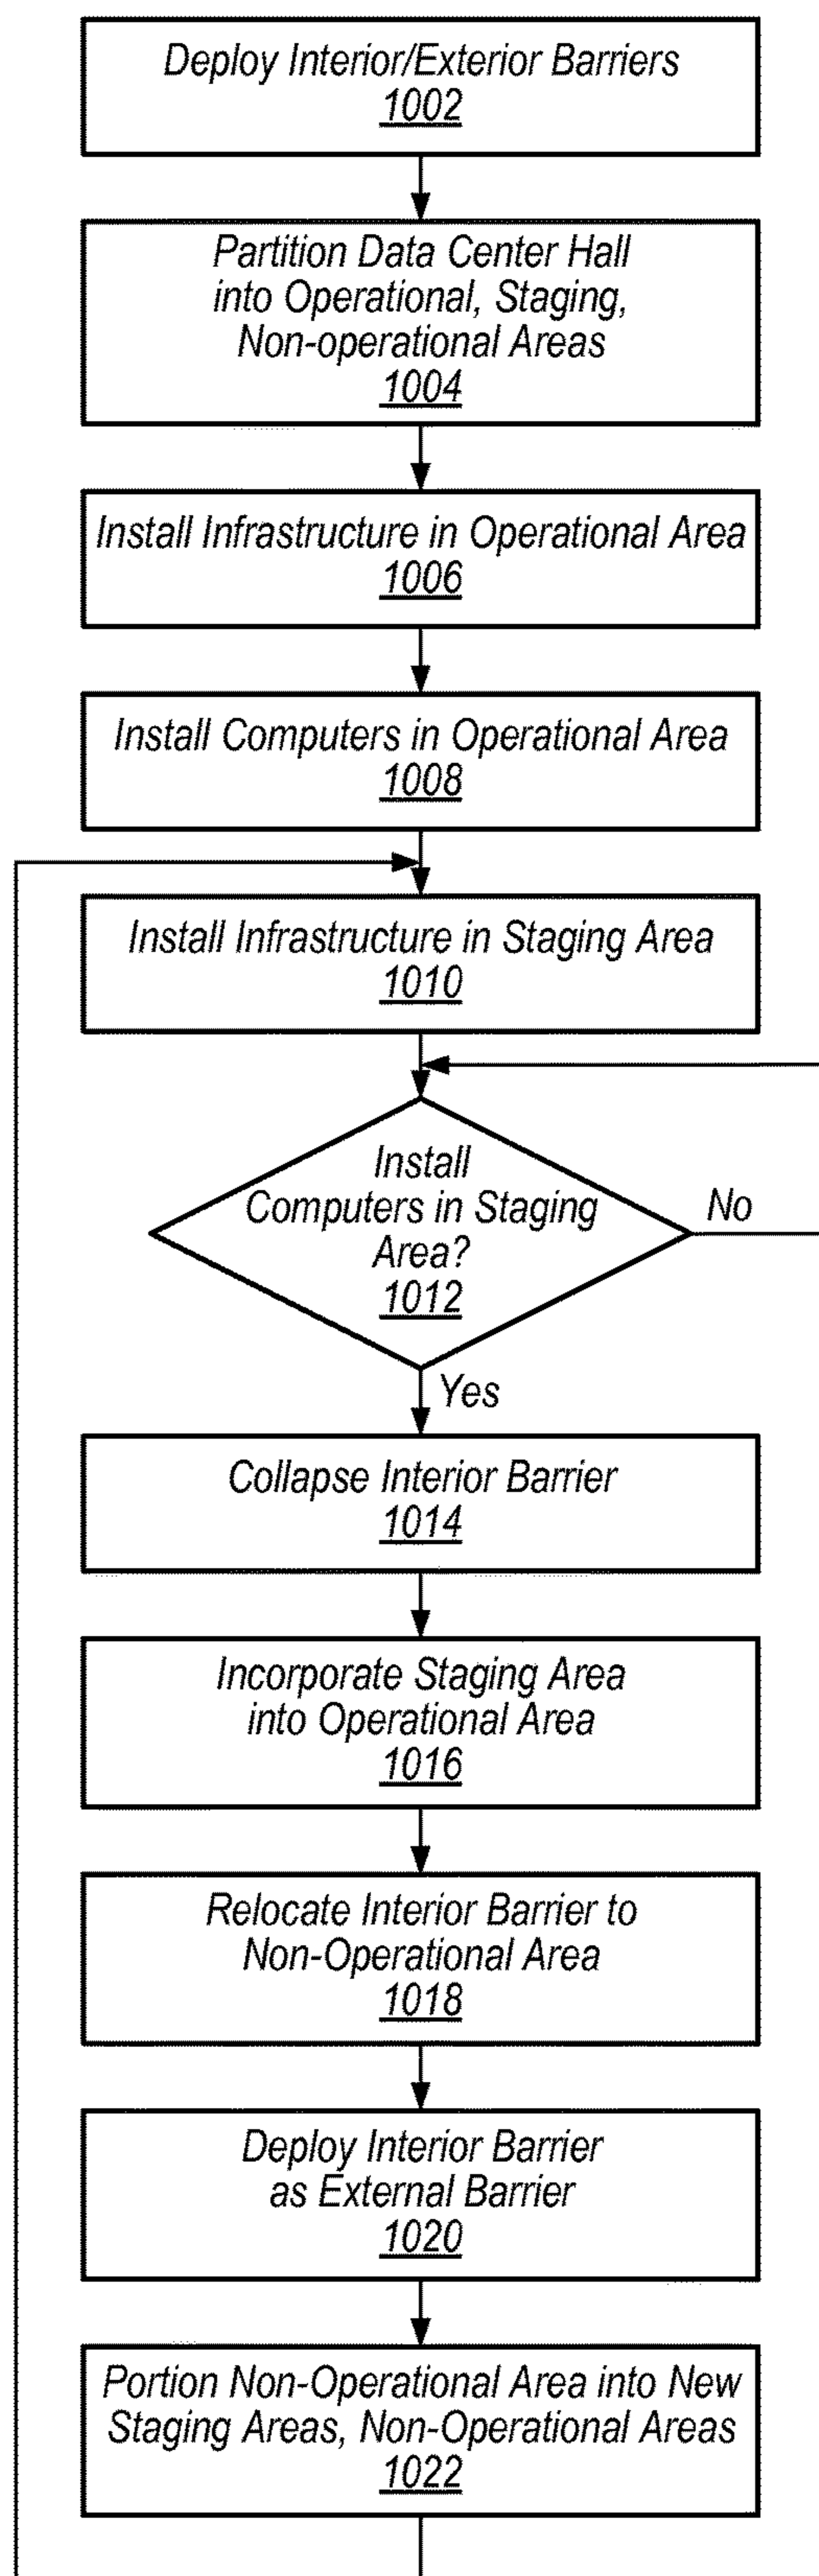 Deploy Interior/Exterior Barriers
1002
Partition Data Center Hall
into Operational, Staging,
Non-operational Areas
1004
Install Infrastructure in Operational Area
1006
Install Computers in Operational Area
1008
Install Infrastructure in Staging Area
1010
Install
Computers in Staging
Area?
1012
No
Yes
Collapse Interior Barrier
1014
Incorporate Staging Area
into Operational Area
1016
Relocate Interior Barrier to
Non-Operational Area
1018
Deploy Interior Barrier
as External Barrier
1020
Portion Non-Operational Area into New
Staging Areas, Non-Operational Areas
1022